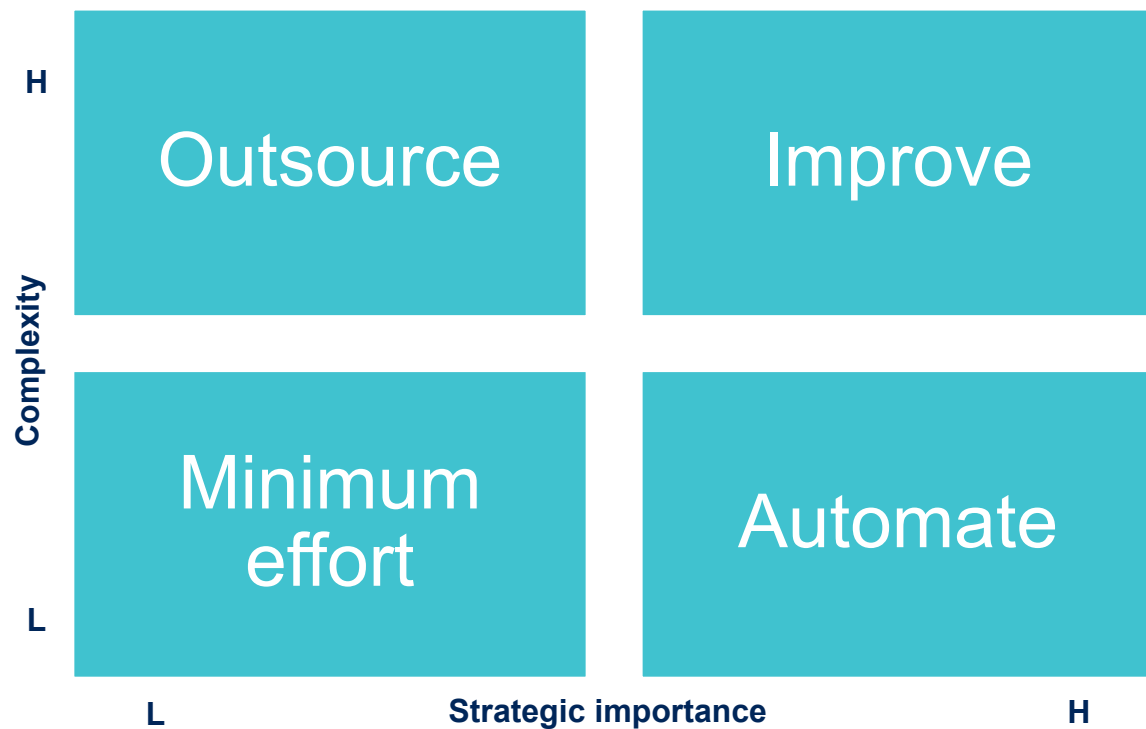 H
Outsource
Improve
Complexity
Minimum
effort
Automate
L
L
Strategic importance
H